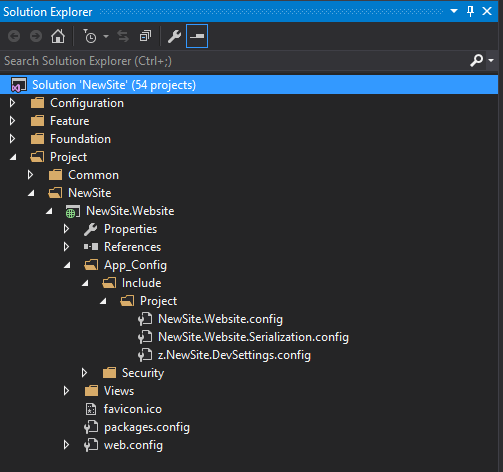 Solution Explorer
Search Solution Explorer (Ctrl+;)
Solution 'NewSite' (54 projects)
Configuration
Feature
Foundation
Project
Common
NewSite
NewSite.Website
Properties
References
App_Config
Include
Project
NewSite.Website.config
NewSite.Website.Serialization.config
z.NewSite.DevSettings.config
Security
Views
favicon.ico
packages.config
web.config